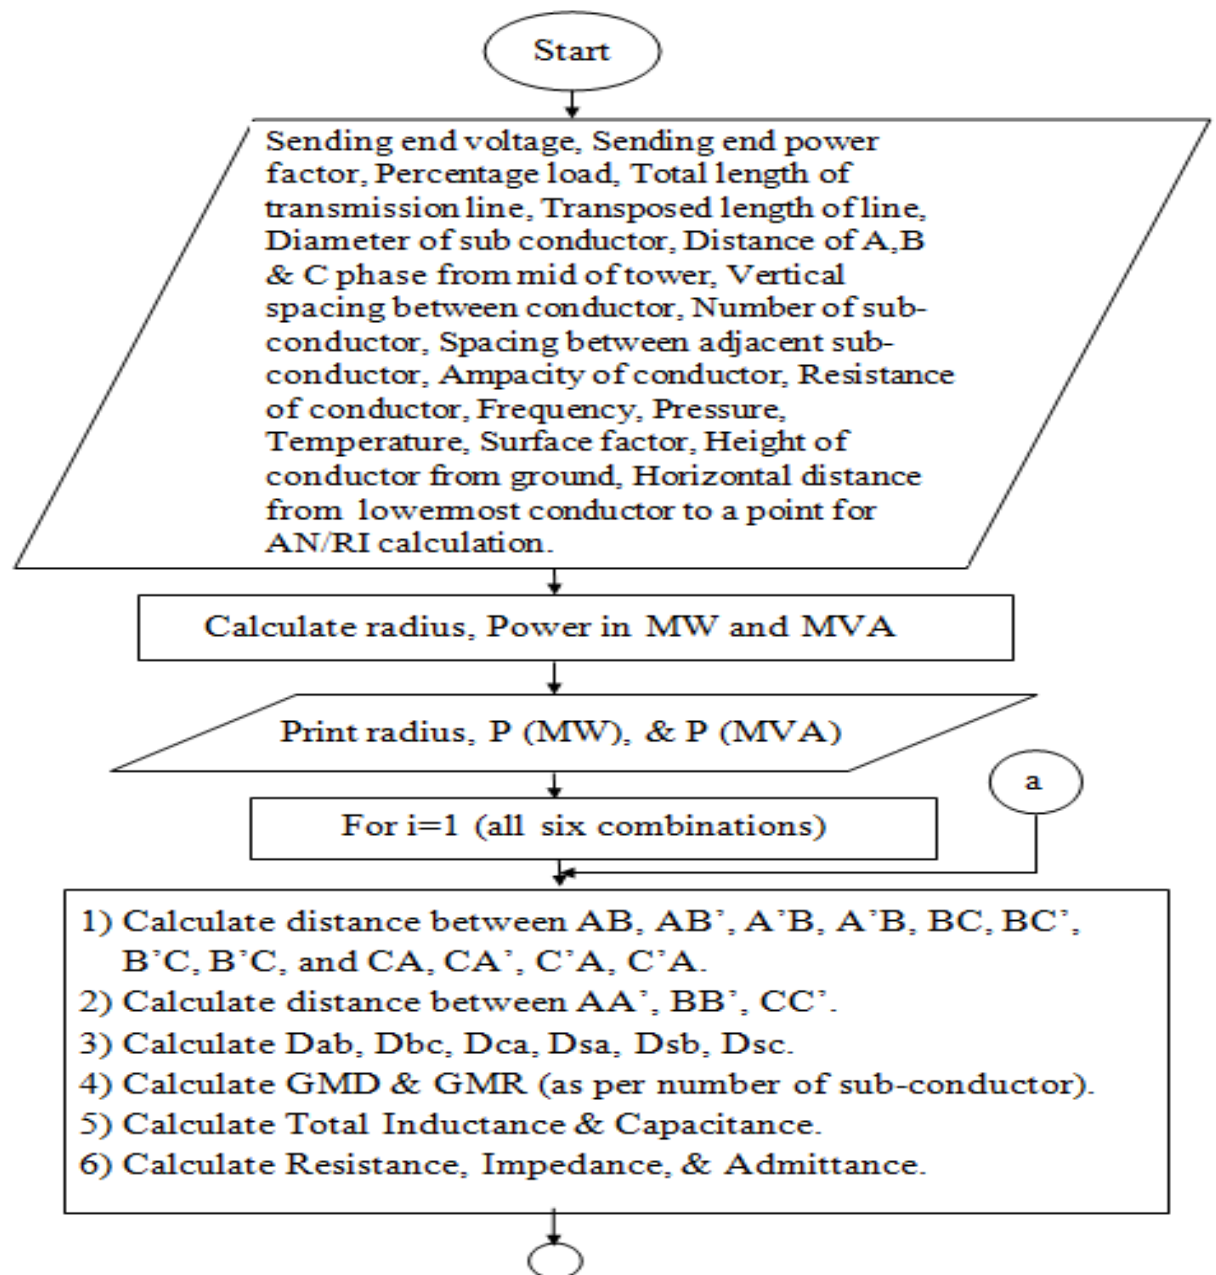 Start
Sending end voltage, Sending end power
factor, Percentage load, Total length of
transmission line, Transposed length of line,
Diameter of sub conductor, Distance of A,B
& C phase from mid of tower, Vertical
spacing between conductor, Number of sub-
conductor, Spacing between adjacent sub-
conductor, Ampacity of conductor, Resistance
of conductor, Frequency, Pressure,
Temperature, Surface factor, Height of
conductor from ground, Horizontal distance
from lowermost conductor to a point for
AN/RI calculation.
Calculate radius, Power in MW and MVA
Print radius, P (MW), & P (MVA)
a
For i=1 (all six combinations)
1) Calculate distance between AB, AB’, A’B, A’B, BC, BC’,
B’C, B’C, and CA, CA’, C’A, C’A.
2) Calculate distance between AA’, BB’, CC’.
3) Calculate Dab, Dbc, Dca, Dsa, Dsb, Dsc.
4) Calculate GMD & GMR (as per number of sub-conductor).
5) Calculate Total Inductance & Capacitance.
6) Calculate Resistance, Impedance, & Admittance.